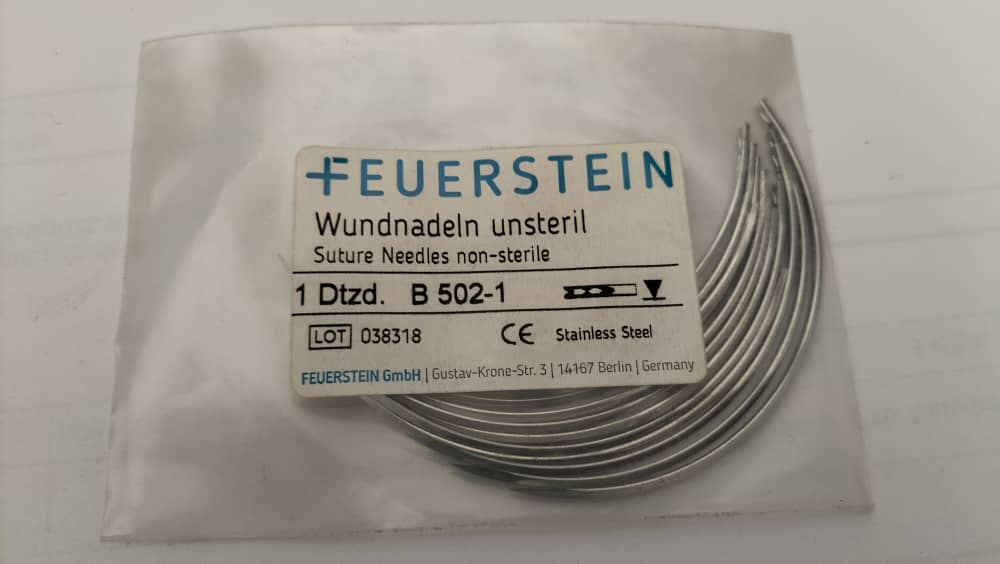 FEUERSTEIN
Wundnadeln unsteril
Suture Needles non-sterile
1 Dtzd. B 502-1
LOT 038318 CE Stainless Steel
FEUERSTEIN GmbH | Gustav-Krone-Str. 3 | 14167 Berlin | Germany